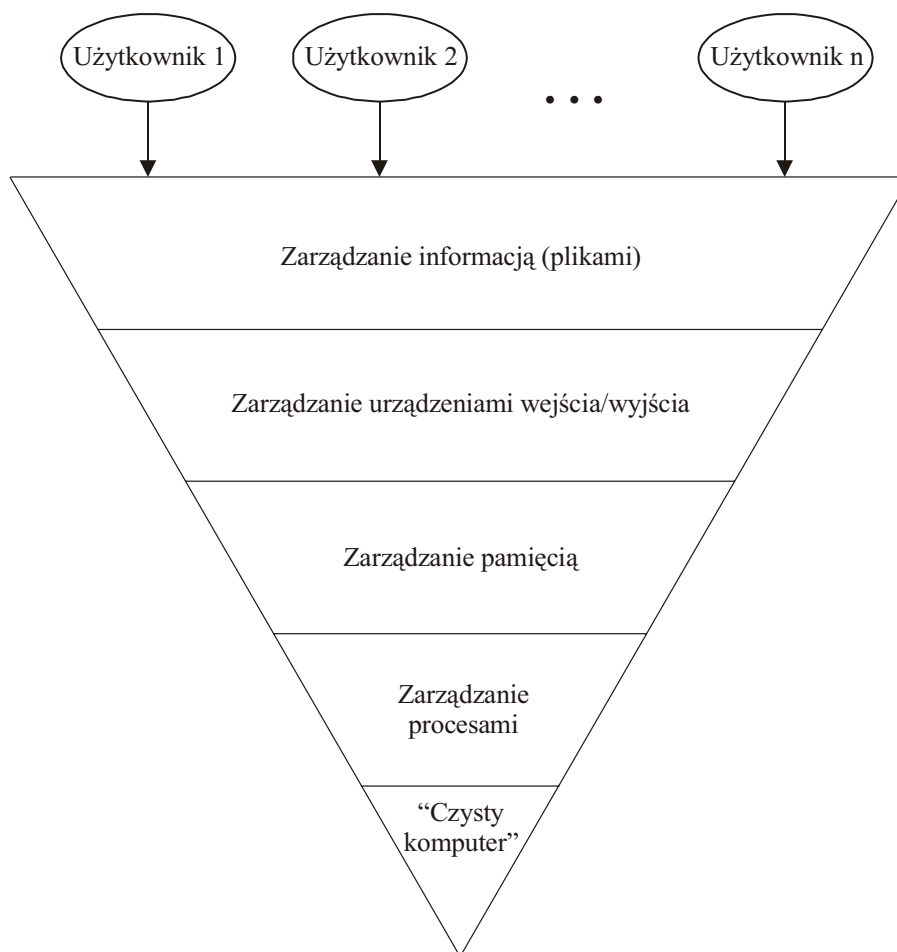 Użytkownik 1
Użytkownik 2
• • •
Użytkownik n
Zarządzanie informacją (plikami)
Zarządzanie urządzeniami wejścia/wyjścia
Zarządzanie pamięcią
Zarządzanie
procesami
“Czysty
komputer”